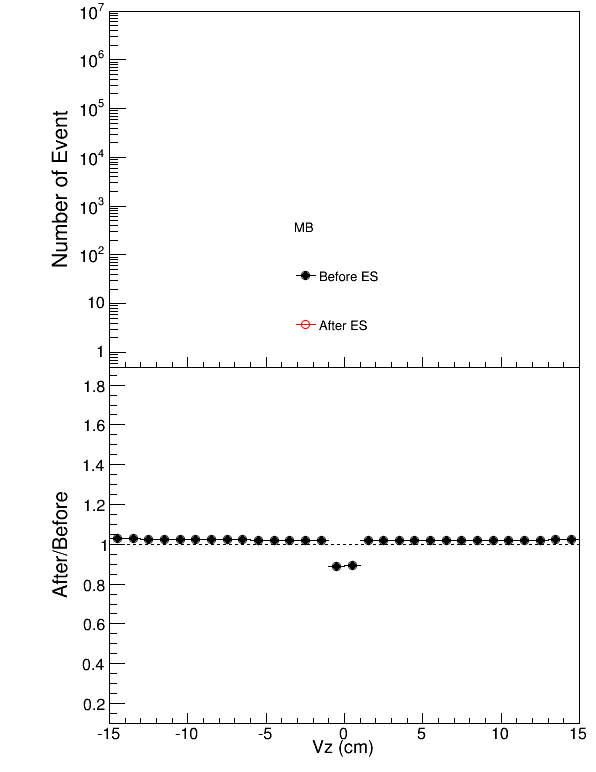 10^7
10^6
10^5
10^4
10^3
10^2
10
1
Number of Event
MB
Before ES
After ES
1.8
1.6
1.4
1.2
1
0.8
0.6
0.4
0.2
After/Before
-15 -10 -5 0 5 10 15
Vz (cm)